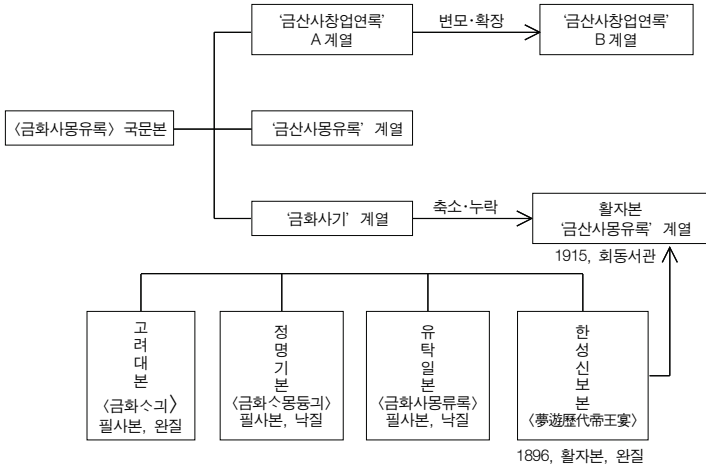 '금산사창업연록'
A 계열
변모·확장
'금산사창업연록'
B 계열
〈금화사몽유록〉 국문본
'금산사몽유록' 계열
'금화사기' 계열
축소·누락
활자본
'금산사몽유록' 계열
1915, 회동서관
고려대본
〈금화ᄉᆞ긔〉
필사본, 완질
정명기본
〈금화ᄉᆞ몽듕긔〉
필사본, 낙질
유탁일본
〈금화사몽류록〉
필사본, 낙질
한성신보본
〈夢遊歷代帝王宴〉
1896, 활자본, 완질